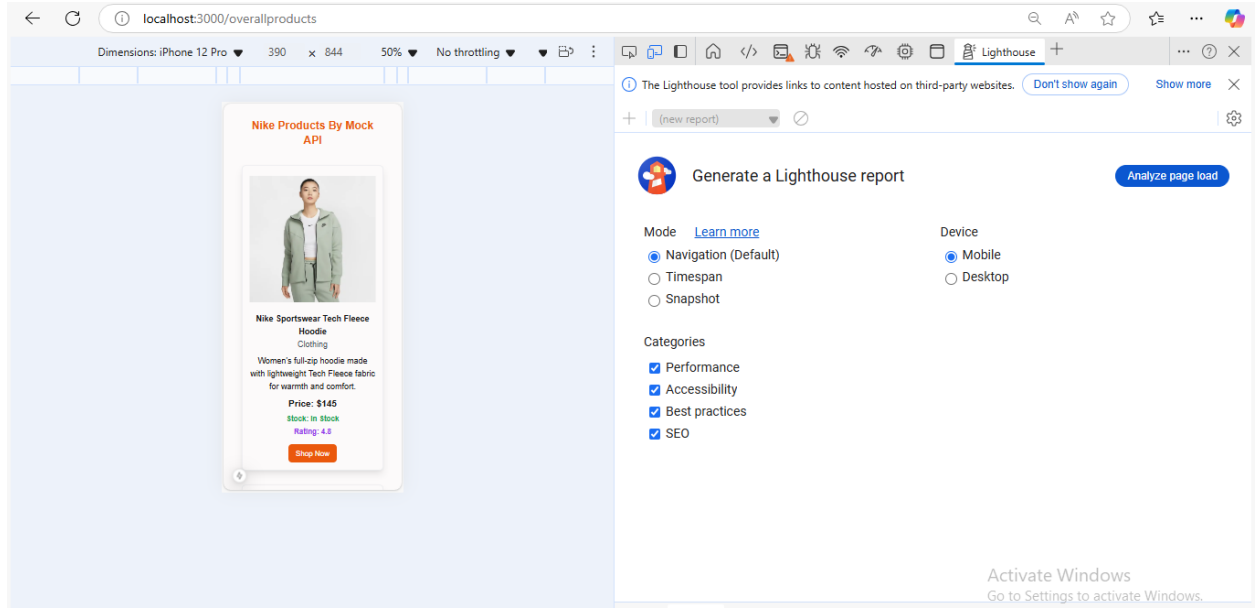 localhost:3000/overallproducts
Dimensions: iPhone 12 Pro 390 x 844 50% No throttling
Lighthouse
The Lighthouse tool provides links to content hosted on third-party websites. Don't show again Show more
(new report)
Nike Products By Mock
API
Nike Sportswear Tech Fleece
Hoodie
Clothing
Women's full-zip hoodie made
with lightweight Tech Fleece fabric
for warmth and comfort.
Price: $145
Stock: In Stock
Rating: 4.8
Shop Now
Generate a Lighthouse report
Analyze page load
Mode Learn more
Navigation (Default)
Timespan
Snapshot
Device
Mobile
Desktop
Categories
Performance
Accessibility
Best practices
SEO
Activate Windows
Go to Settings to activate Windows.